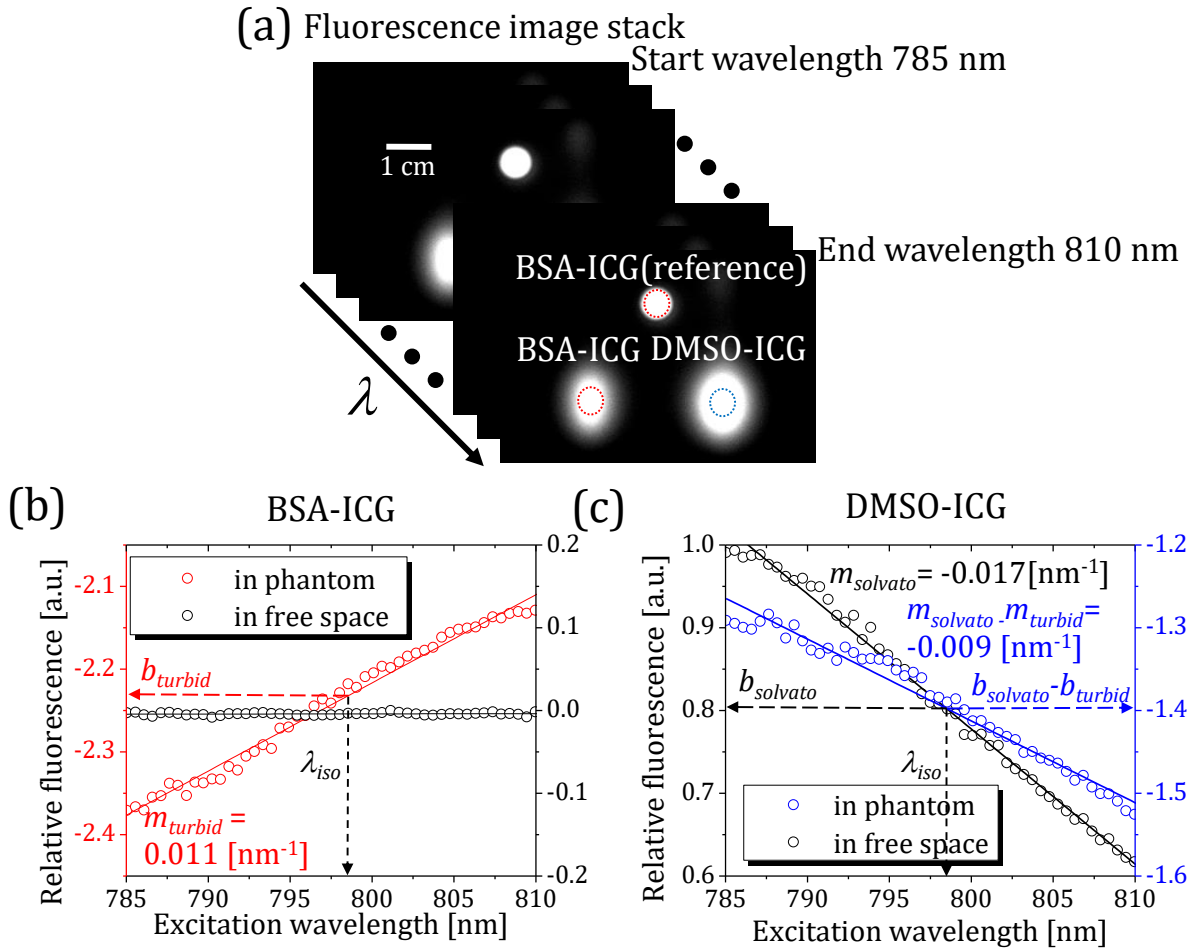 (a) Fluorescence image stack
Start wavelength 785 nm
1 cm
End wavelength 810 nm
BSA-ICG(reference)
BSA-ICG DMSO-ICG
λ
(b) BSA-ICG
in phantom
in free space
b_turbid
λ_iso
m_turbid =
0.011 [nm⁻¹]
-2.1
-2.2
-2.3
-2.4
0.2
0.1
0.0
-0.1
-0.2
785 790 795 800 805 810
Relative fluorescence [a.u.]
Excitation wavelength [nm]
(c) DMSO-ICG
m_solvato = -0.017[nm⁻¹]
m_solvato - m_turbid =
-0.009 [nm⁻¹]
b_solvato
b_solvato-b_turbid
λ_iso
in phantom
in free space
1.0
0.9
0.8
0.7
0.6
-1.2
-1.3
-1.4
-1.5
-1.6
785 790 795 800 805 810
Relative fluorescence [a.u.]
Excitation wavelength [nm]